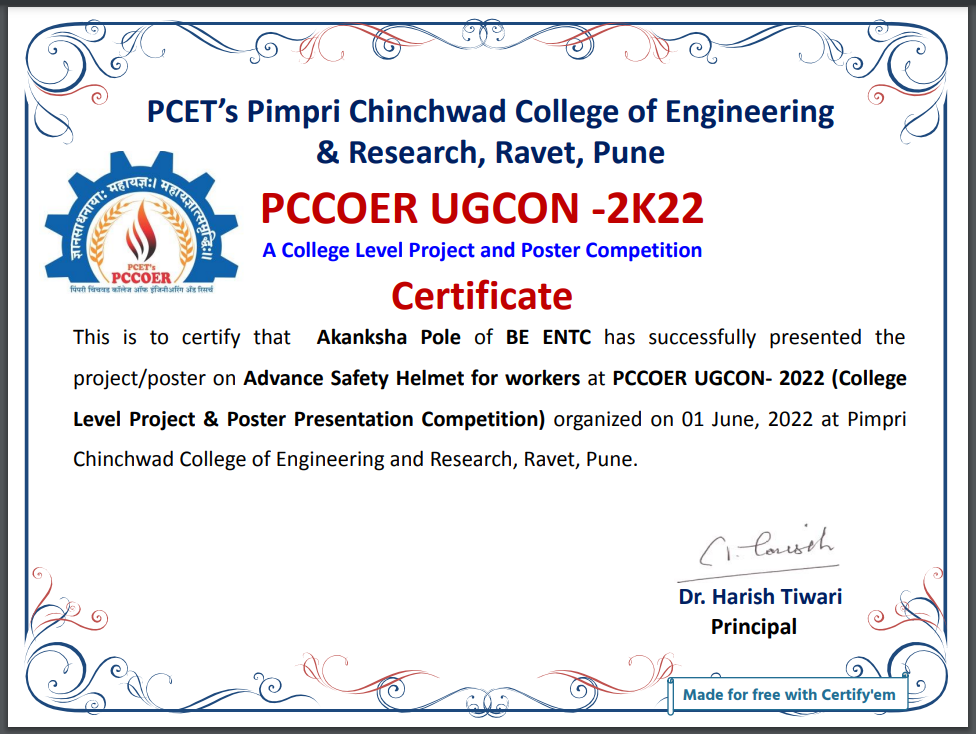 PCET’s Pimpri Chinchwad College of Engineering
& Research, Ravet, Pune
ज्ञानसाधनायाः महायज्ञः। महायज्ञात्समृद्धिः॥
PCET's
PCCOER
पिंपरी चिंचवड कॉलेज ऑफ इंजिनीअरिंग अँड रिसर्च
PCCOER UGCON -2K22
A College Level Project and Poster Competition
Certificate
This is to certify that Akanksha Pole of BE ENTC has successfully presented the
project/poster on Advance Safety Helmet for workers at PCCOER UGCON- 2022 (College
Level Project & Poster Presentation Competition) organized on 01 June, 2022 at Pimpri
Chinchwad College of Engineering and Research, Ravet, Pune.
Dr. Harish Tiwari
Principal
Made for free with Certify'em